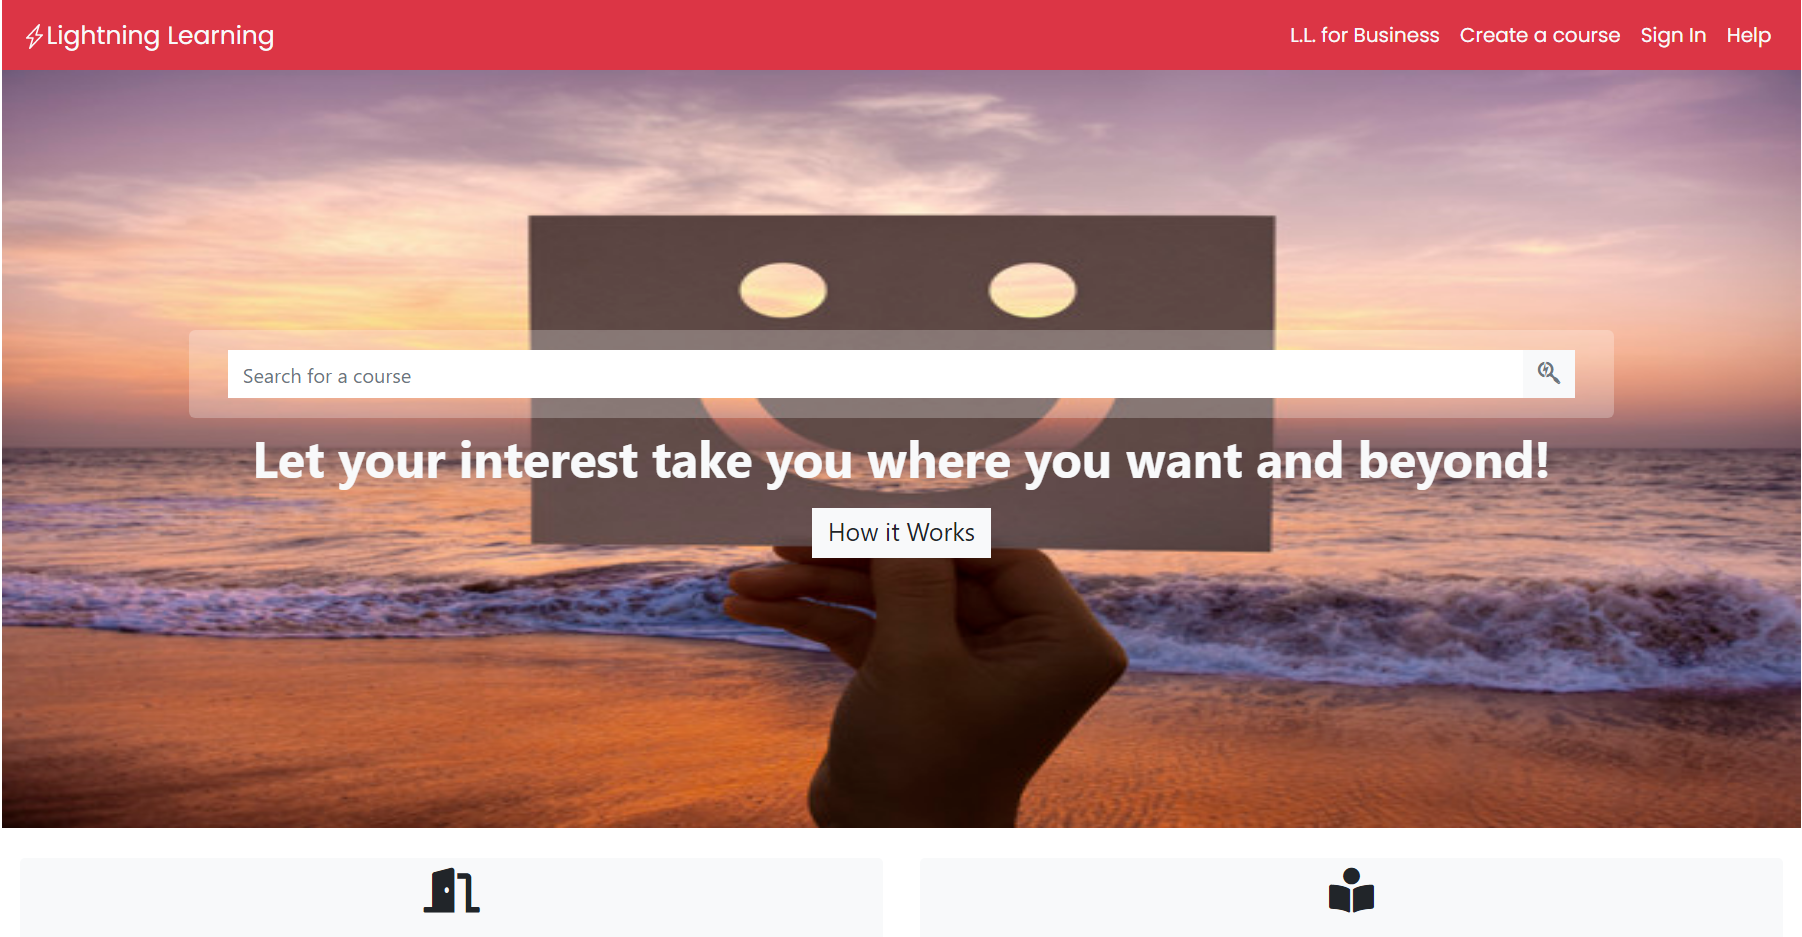 Lightning Learning
L.L. for Business Create a course Sign In Help
Search for a course
Let your interest take you where you want and beyond!
How it Works